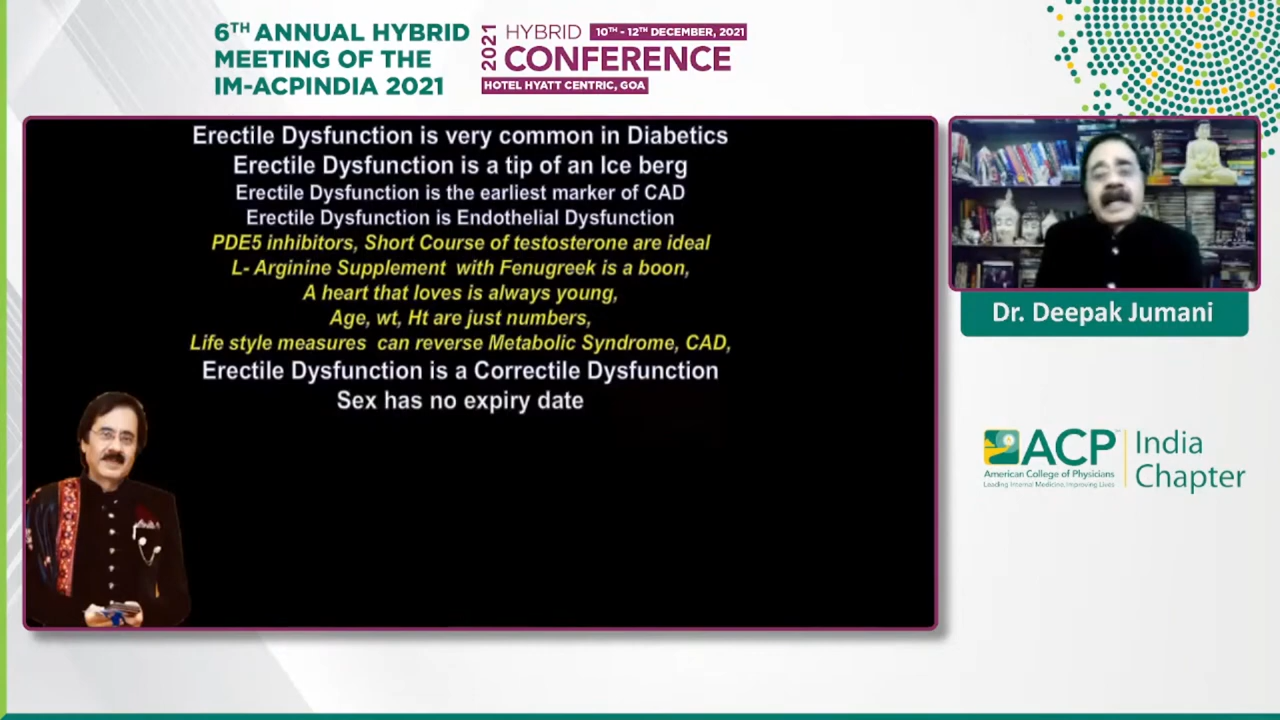 6TH ANNUAL HYBRID
MEETING OF THE
IM-ACPINDIA 2021
2021
HYBRID
10TH - 12TH DECEMBER, 2021
CONFERENCE
HOTEL HYATT CENTRIC, GOA
Erectile Dysfunction is very common in Diabetics
Erectile Dysfunction is a tip of an Ice berg
Erectile Dysfunction is the earliest marker of CAD
Erectile Dysfunction is Endothelial Dysfunction
PDE5 inhibitors, Short Course of testosterone are ideal
L- Arginine Supplement with Fenugreek is a boon,
A heart that loves is always young,
Age, wt, Ht are just numbers,
Life style measures can reverse Metabolic Syndrome, CAD,
Erectile Dysfunction is a Correctile Dysfunction
Sex has no expiry date
Dr. Deepak Jumani
ACP
American College of Physicians
Leading Internal Medicine, Improving Lives
India
Chapter